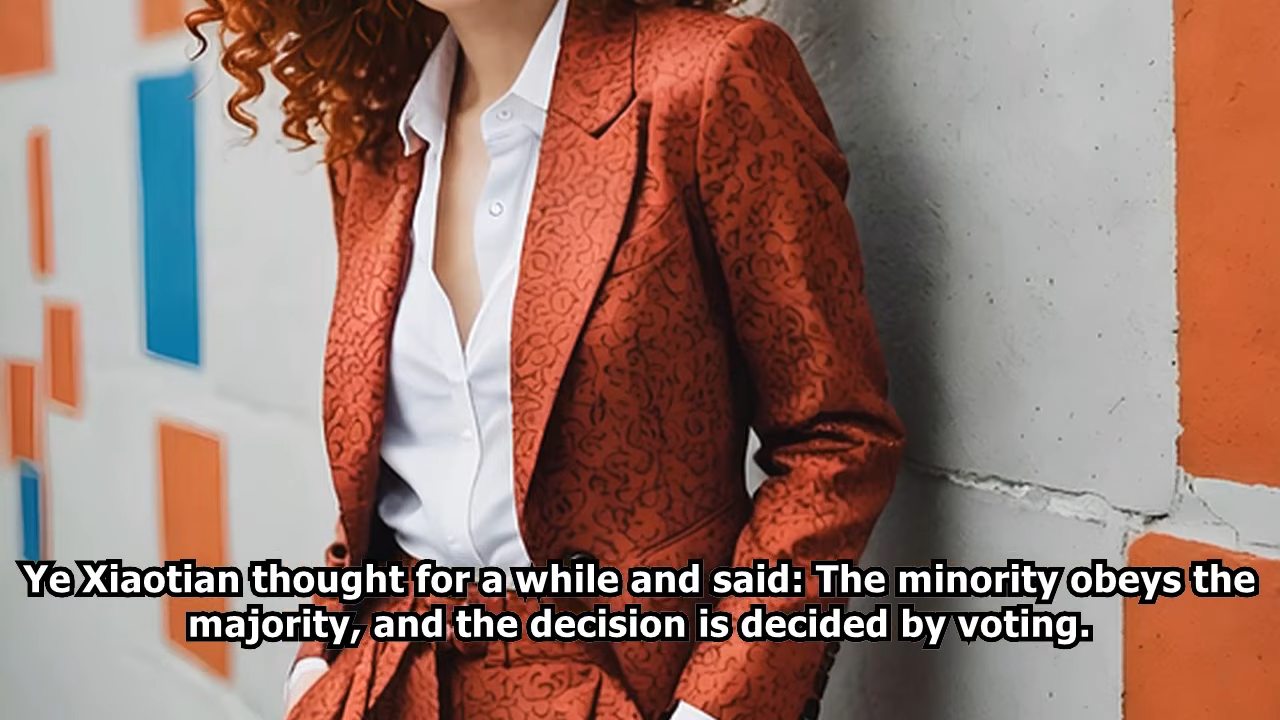 Ye Xiaotian thought for a while and said: The minority obeys the
majority, and the decision is decided by voting.